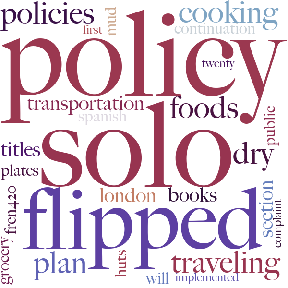 policies
first
mud
cooking
continuation
policy
twenty
transportation
spanish
foods
public
solo
titles
plates
dry
fren420
london
books
section
complaint
flipped
grocery
plan
huts
traveling
will
implemented